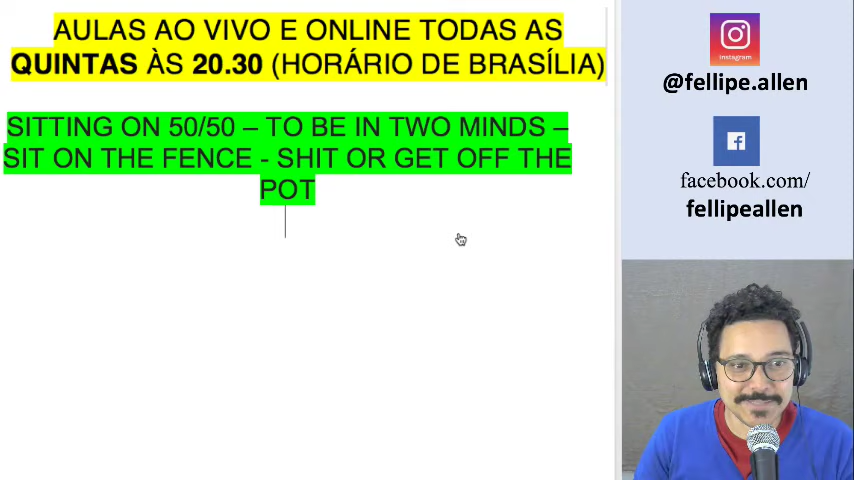 AULAS AO VIVO E ONLINE TODAS AS
QUINTAS ÀS 20.30 (HORÁRIO DE BRASÍLIA)
SITTING ON 50/50 – TO BE IN TWO MINDS –
SIT ON THE FENCE - SHIT OR GET OFF THE
POT
Instagram
@fellipe.allen
facebook.com/
fellipeallen